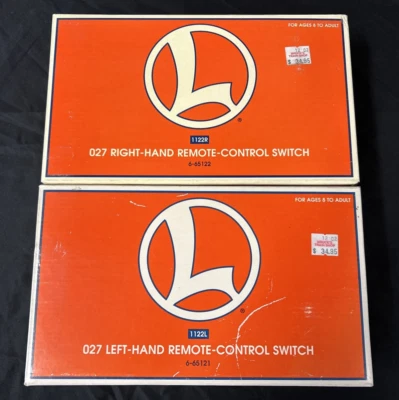 FOR AGES 8 TO ADULT
$ 34.95
L
®
1122R
027 RIGHT-HAND REMOTE-CONTROL SWITCH
6-65122
FOR AGES 8 TO ADULT
$ 34.95
L
®
1122L
027 LEFT-HAND REMOTE-CONTROL SWITCH
6-65121